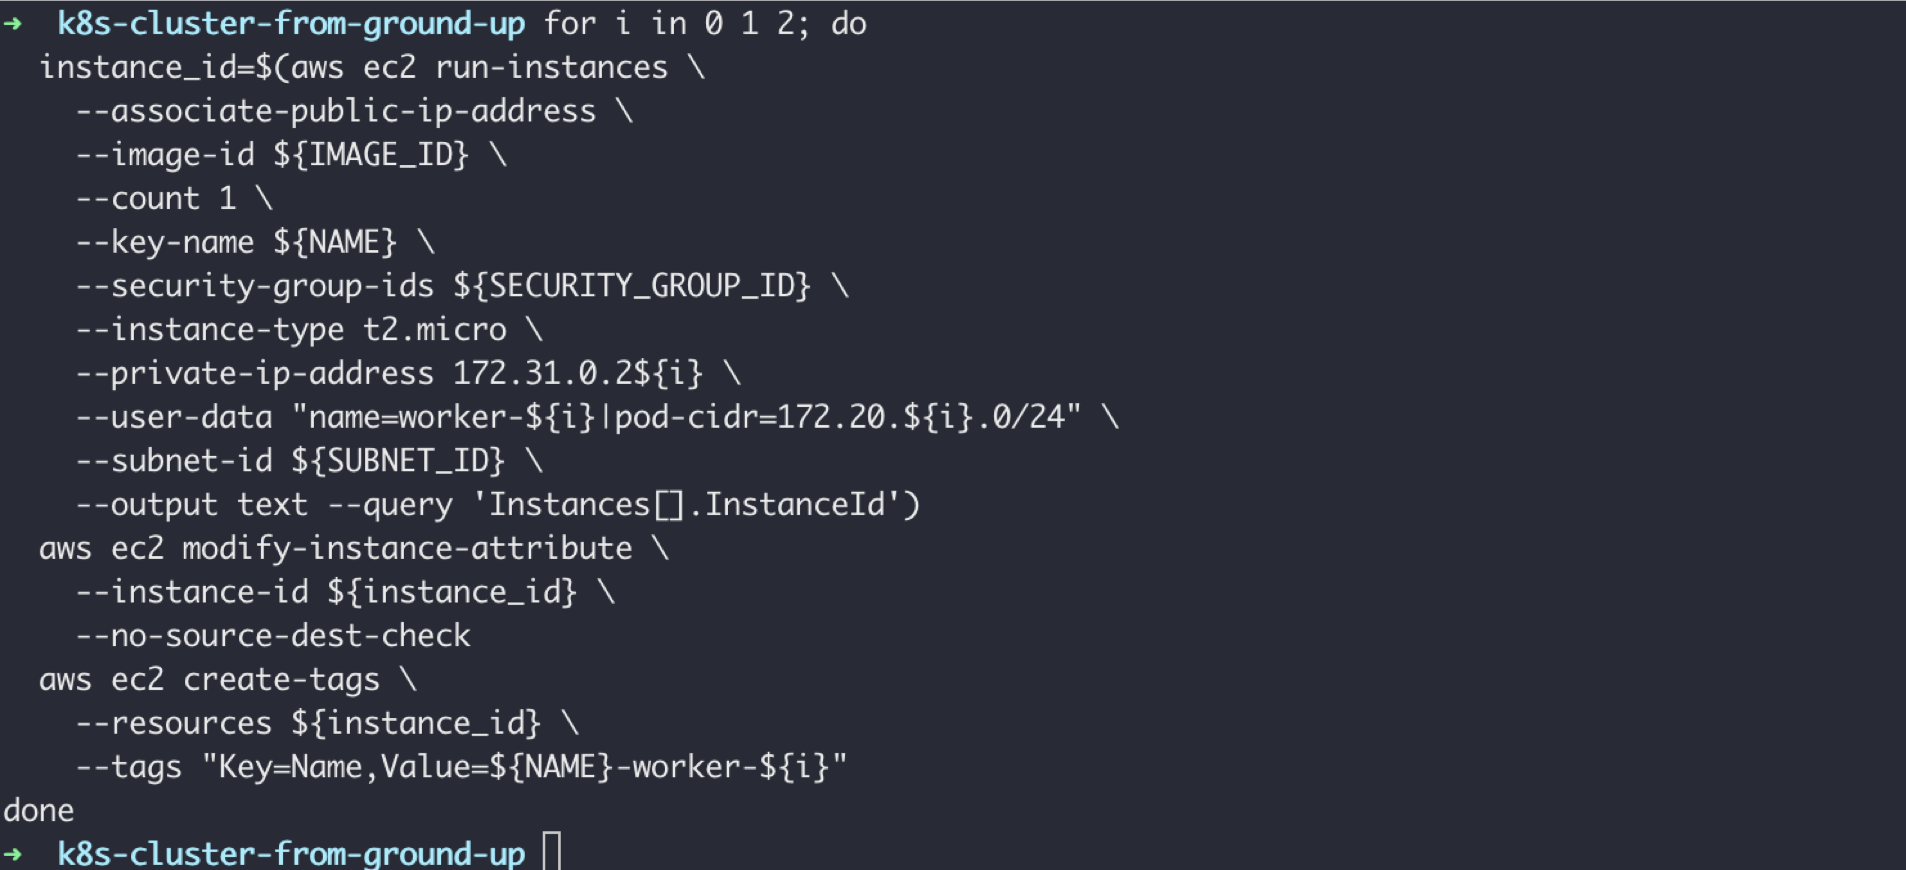 ➜  k8s-cluster-from-ground-up for i in 0 1 2; do
  instance_id=$(aws ec2 run-instances \
    --associate-public-ip-address \
    --image-id ${IMAGE_ID} \
    --count 1 \
    --key-name ${NAME} \
    --security-group-ids ${SECURITY_GROUP_ID} \
    --instance-type t2.micro \
    --private-ip-address 172.31.0.2${i} \
    --user-data "name=worker-${i}|pod-cidr=172.20.${i}.0/24" \
    --subnet-id ${SUBNET_ID} \
    --output text --query 'Instances[].InstanceId')
  aws ec2 modify-instance-attribute \
    --instance-id ${instance_id} \
    --no-source-dest-check
  aws ec2 create-tags \
    --resources ${instance_id} \
    --tags "Key=Name,Value=${NAME}-worker-${i}"
done
➜  k8s-cluster-from-ground-up